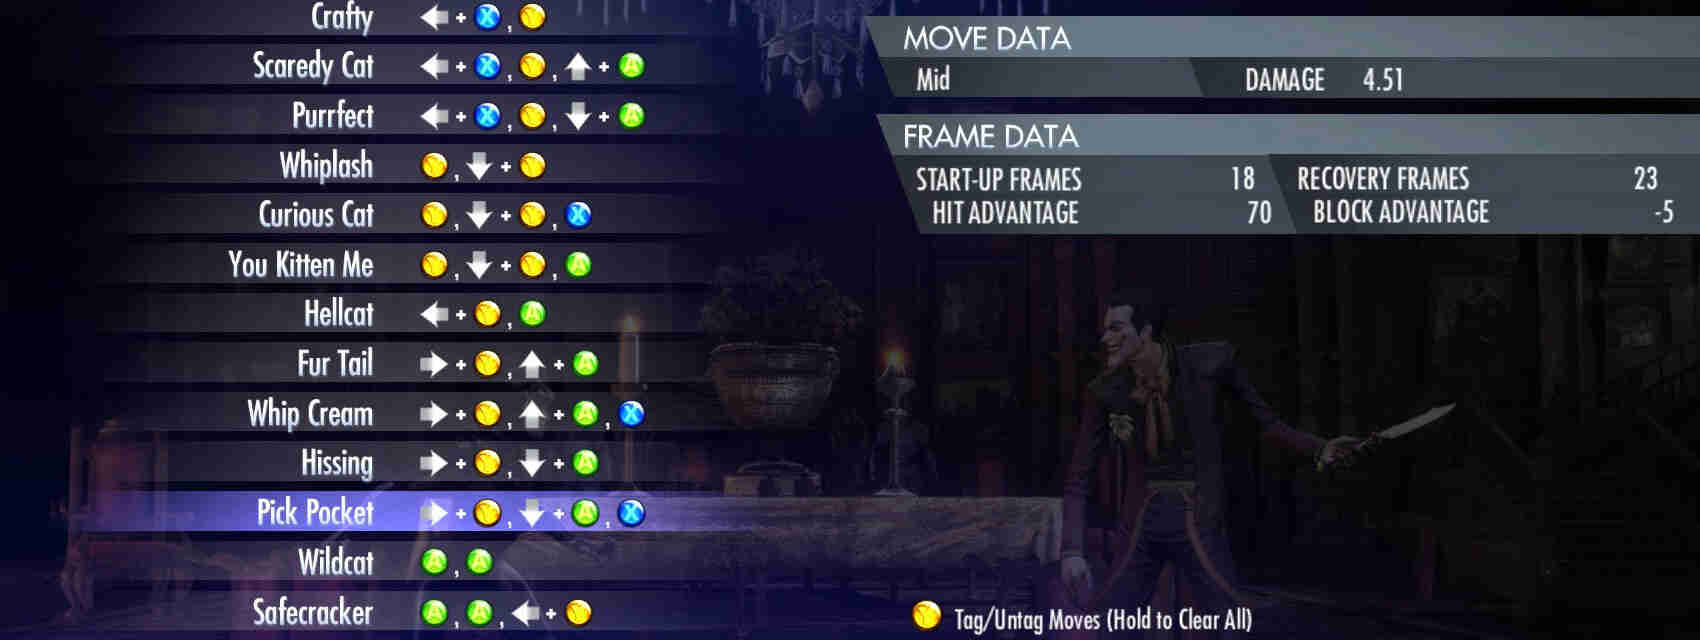 Crafty + X , Y
Scaredy Cat + X , Y , + A
Purrfect + X , Y , + A
Whiplash Y , + Y
Curious Cat Y , + Y , X
You Kitten Me Y , + Y , A
Hellcat + Y , A
Fur Tail + Y , + A
Whip Cream + Y , + A , X
Hissing + Y , + A
Pick Pocket + Y , + A , X
Wildcat A , A
Safecracker A , A , + Y
MOVE DATA
Mid DAMAGE 4.51
FRAME DATA
START-UP FRAMES 18 RECOVERY FRAMES 23
HIT ADVANTAGE 70 BLOCK ADVANTAGE -5
Y Tag/Untag Moves (Hold to Clear All)